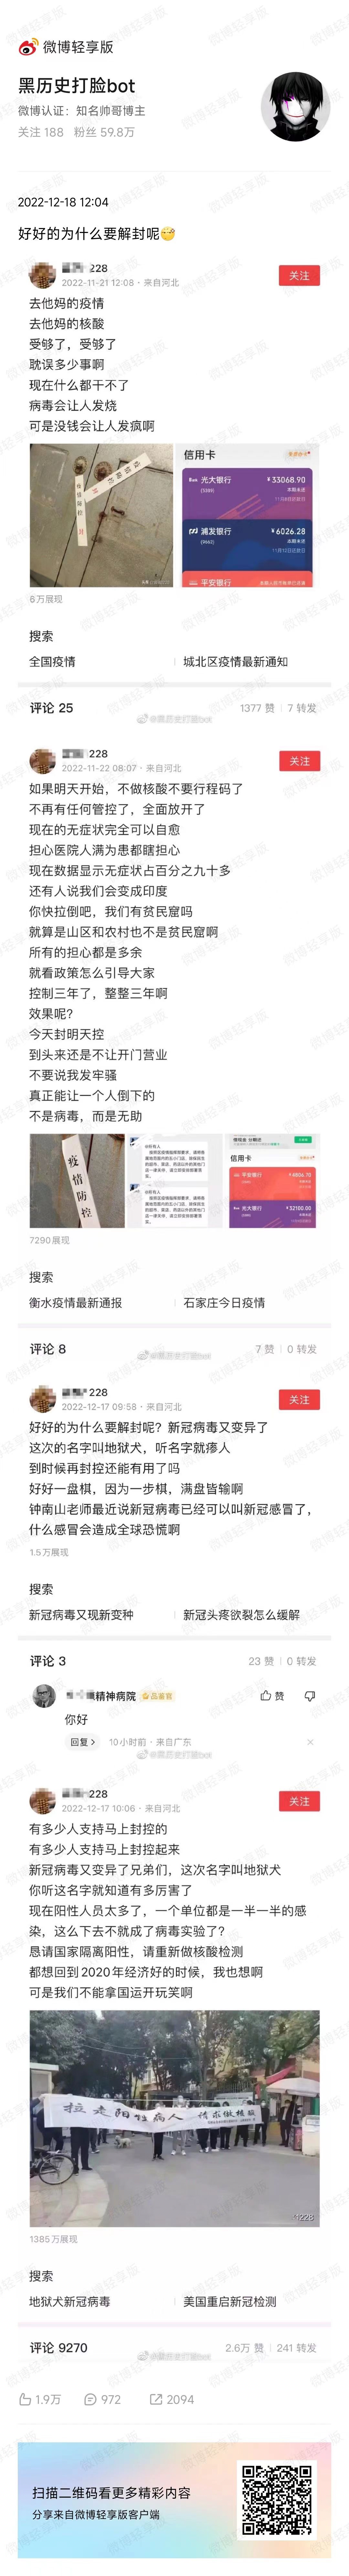 微博轻享版
黑历史打脸bot
微博认证：知名帅哥博主
关注 188 粉丝 59.8万
2022-12-18 12:04
好好的为什么要解封呢
228
2022-11-21 12:08 · 来自河北
关注
去他妈的疫情
去他妈的核酸
受够了，受够了
耽误多少事啊
现在什么都干不了
病毒会让人发烧
可是没钱会让人发疯啊
信用卡
光大银行
¥33068.90
浦发银行
¥6026.28
平安银行
6万展现
搜索
全国疫情
城北区疫情最新通知
评论 25
1377 赞 7 转发
@黑历史打脸bot
228
2022-11-22 08:07 · 来自河北
关注
如果明天开始，不做核酸不要行程码了
不再有任何管控了，全面放开了
现在的无症状完全可以自愈
担心医院人满为患都瞎担心
现在数据显示无症状占百分之九十多
还有人说我们会变成印度
你快拉倒吧，我们有贫民窟吗
就算是山区和农村也不是贫民窟啊
所有的担心都是多余
就看政策怎么引导大家
控制三年了，整整三年啊
效果呢？
今天封明天控
到头来还是不让开门营业
不要说我发牢骚
真正能让一个人倒下的
不是病毒，而是无助
疫情防控
信用卡
平安银行
光大银行
7290展现
搜索
衡水疫情最新通报
石家庄今日疫情
评论 8
7 赞 0 转发
@黑历史打脸bot
228
2022-12-17 09:58 · 来自河北
关注
好好的为什么要解封呢？新冠病毒又变异了
这次的名字叫地狱犬，听名字就瘆人
到时候再封控还能有用了吗
好好一盘棋，因为一步棋，满盘皆输啊
钟南山老师最近说新冠病毒已经可以叫新冠感冒了，
什么感冒会造成全球恐慌啊
1.5万展现
搜索
新冠病毒又现新变种
新冠头疼欲裂怎么缓解
评论 3
23 赞 0 转发
精神病院
品鉴官
赞
你好
回复
10小时前 · 来自广东
@黑历史打脸bot
228
2022-12-17 10:06 · 来自河北
关注
有多少人支持马上封控的
有多少人支持马上封控起来
新冠病毒又变异了兄弟们，这次名字叫地狱犬
你听这名字就知道有多厉害了
现在阳性人员太多了，一个单位都是一半一半的感
染，这么下去不就成了病毒实验了？
恳请国家隔离阳性，请重新做核酸检测
都想回到2020年经济好的时候，我也想啊
可是我们不能拿国运开玩笑啊
拉走阳性病人 请求做核酸
1228
1385万展现
搜索
地狱犬新冠病毒
美国重启新冠检测
评论 9270
2.6万 赞 241 转发
@黑历史打脸bot
1.9万 972 2094
扫描二维码看更多精彩内容
分享来自微博轻享版客户端